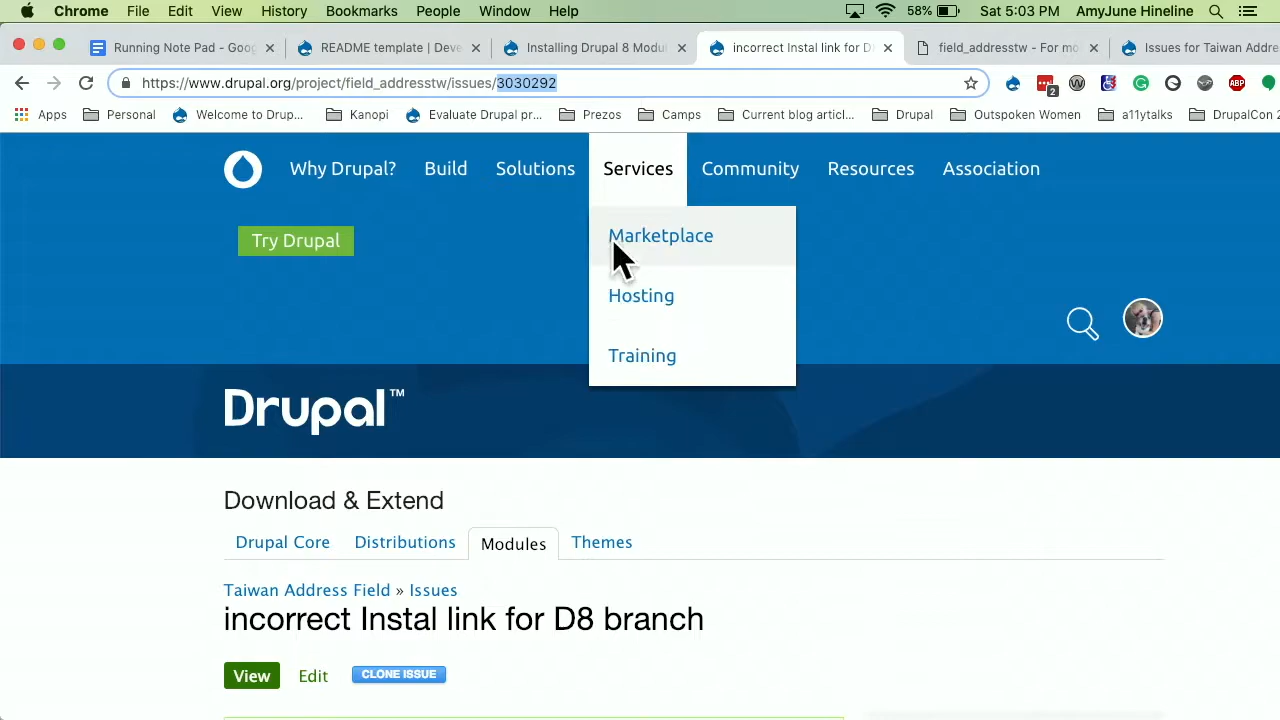 Chrome File Edit View History Bookmarks People Window Help 58% Sat 5:03 PM AmyJune Hineline
Running Note Pad - Goog README template | Deve Installing Drupal 8 Modul incorrect Instal link for D field_addresstw - For mo Issues for Taiwan Addre
https://www.drupal.org/project/field_addresstw/issues/3030292 2 ABP
Apps Personal Welcome to Drup... Kanopi Evaluate Drupal pr... Prezos Camps Current blog articl... Drupal Outspoken Women a11ytalks DrupalCon 2
Why Drupal? Build Solutions Services Community Resources Association
Try Drupal
Marketplace
Hosting
Training
Drupal™
Download & Extend
Drupal Core Distributions Modules Themes
Taiwan Address Field » Issues
incorrect Instal link for D8 branch
View Edit CLONE ISSUE